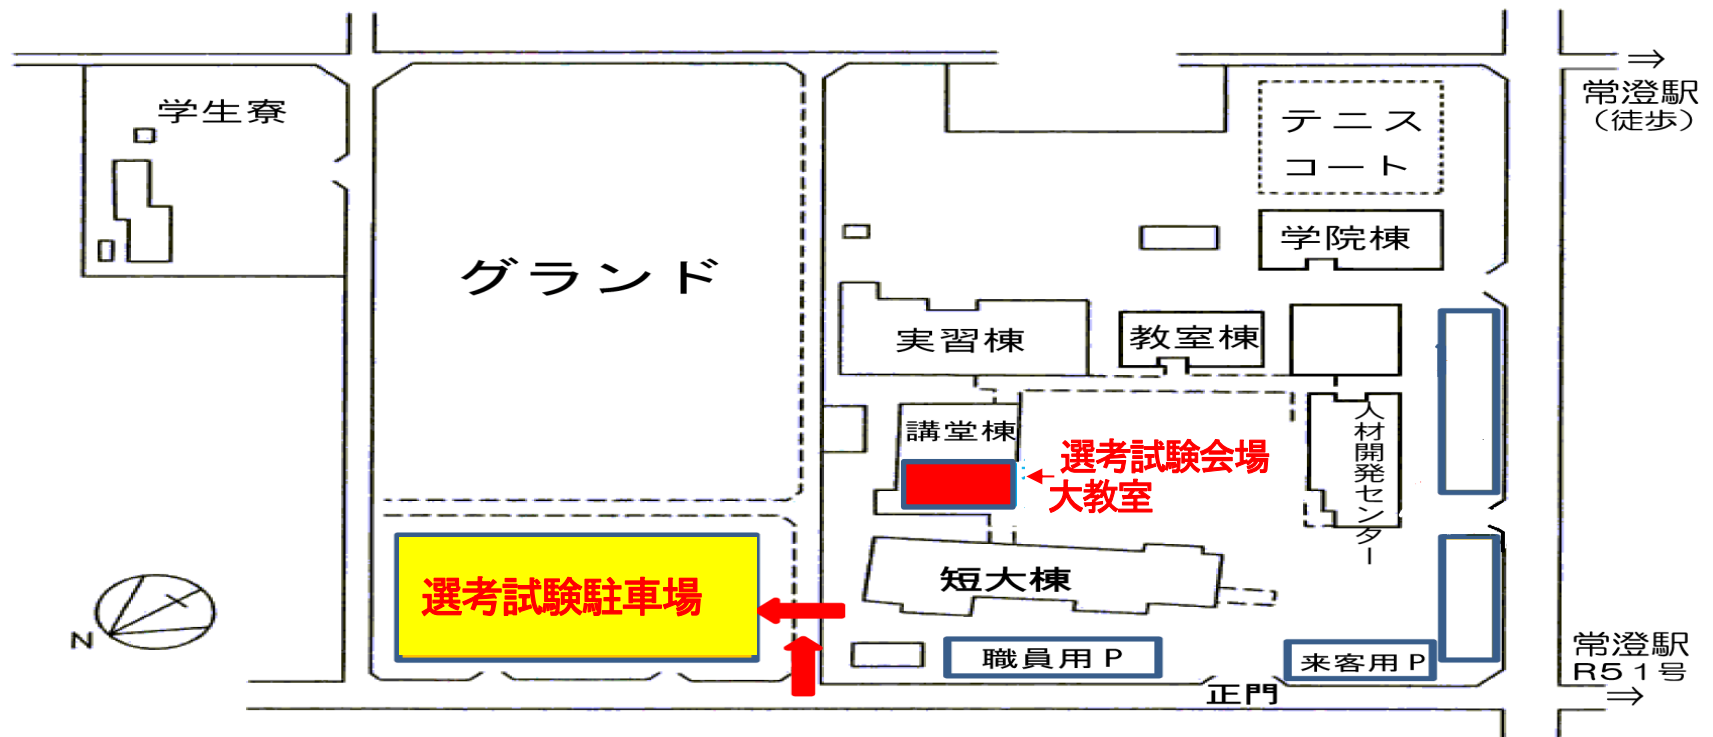 ⇒
常澄駅
（徒歩）
学生寮
テニス
コート
学院棟
グランド
実習棟
教室棟
講堂棟
人材開発センター
選考試験会場
大教室
短大棟
選考試験駐車場
N
職員用P
来客用P
正門
常澄駅
R51号
⇒